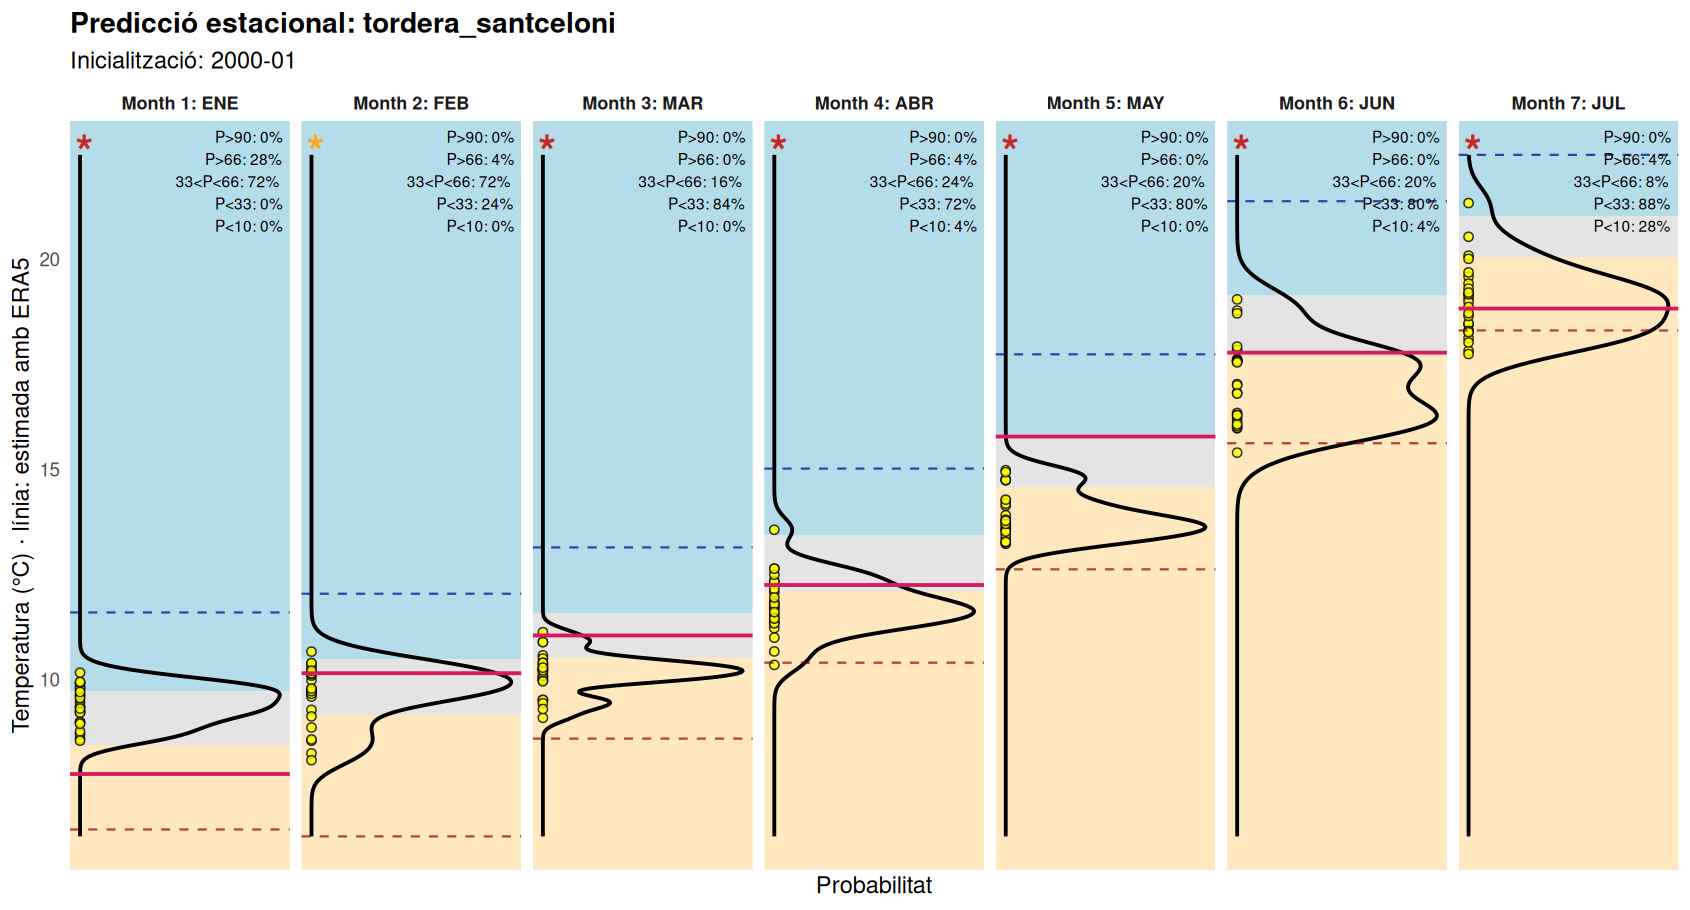 Predicció estacional: tordera_santceloni
Inicialització: 2000-01
Month 1: ENE
Month 2: FEB
Month 3: MAR
Month 4: ABR
Month 5: MAY
Month 6: JUN
Month 7: JUL
*
P>90: 0%
P>66: 28%
33<P<66: 72%
P<33: 0%
P<10: 0%
*
P>90: 0%
P>66: 4%
33<P<66: 72%
P<33: 24%
P<10: 0%
*
P>90: 0%
P>66: 0%
33<P<66: 16%
P<33: 84%
P<10: 0%
*
P>90: 0%
P>66: 4%
33<P<66: 24%
P<33: 72%
P<10: 4%
*
P>90: 0%
P>66: 0%
33<P<66: 20%
P<33: 80%
P<10: 0%
*
P>90: 0%
P>66: 0%
33<P<66: 20%
P<33: 80%
P<10: 4%
*
P>90: 0%
P>66: 4%
33<P<66: 8%
P<33: 88%
P<10: 28%
20
15
10
Temperatura (°C) · línia: estimada amb ERA5
Probabilitat